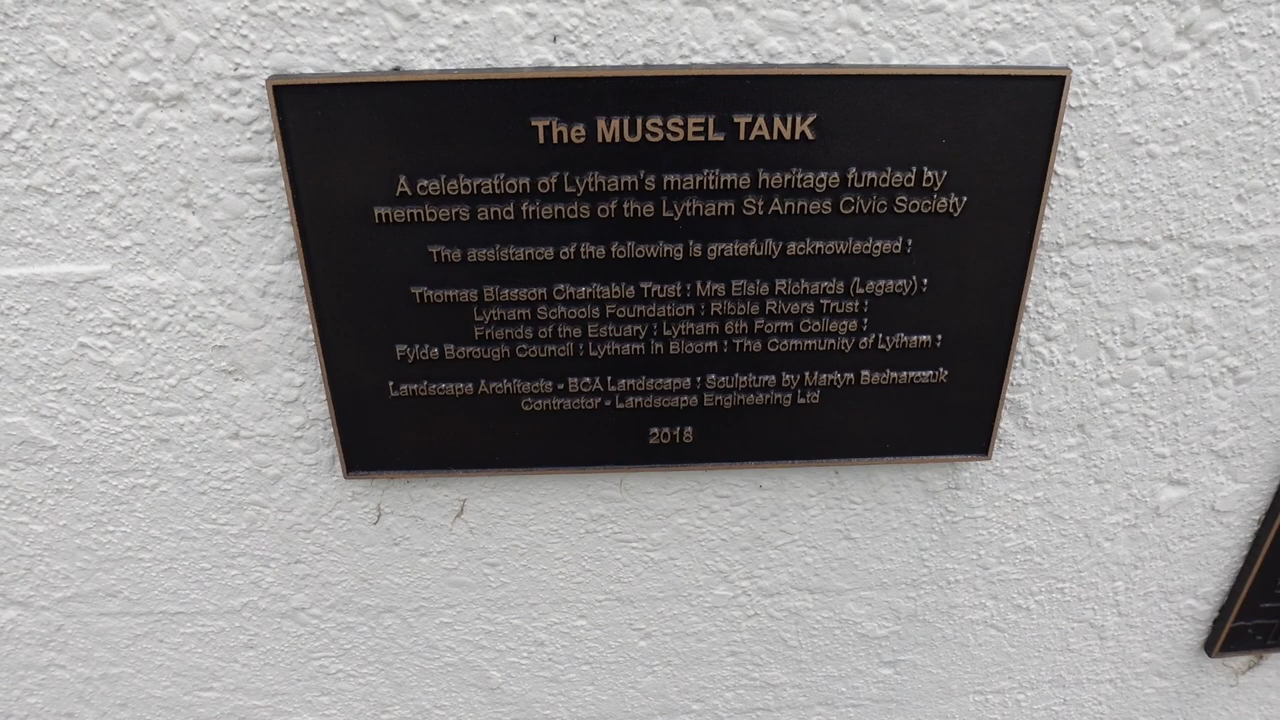 The MUSSEL TANK
A celebration of Lytham's maritime heritage funded by
members and friends of the Lytham St Annes Civic Society
The assistance of the following is gratefully acknowledged :
Thomas Blasson Charitable Trust : Mrs Elsie Richards (Legacy) :
Lytham Schools Foundation : Ribble Rivers Trust :
Friends of the Estuary : Lytham 6th Form College :
Fylde Borough Council : Lytham in Bloom : The Community of Lytham :
Landscape Architects - BCA Landscape : Sculpture by Martyn Bednarczuk
Contractor - Landscape Engineering Ltd
2018